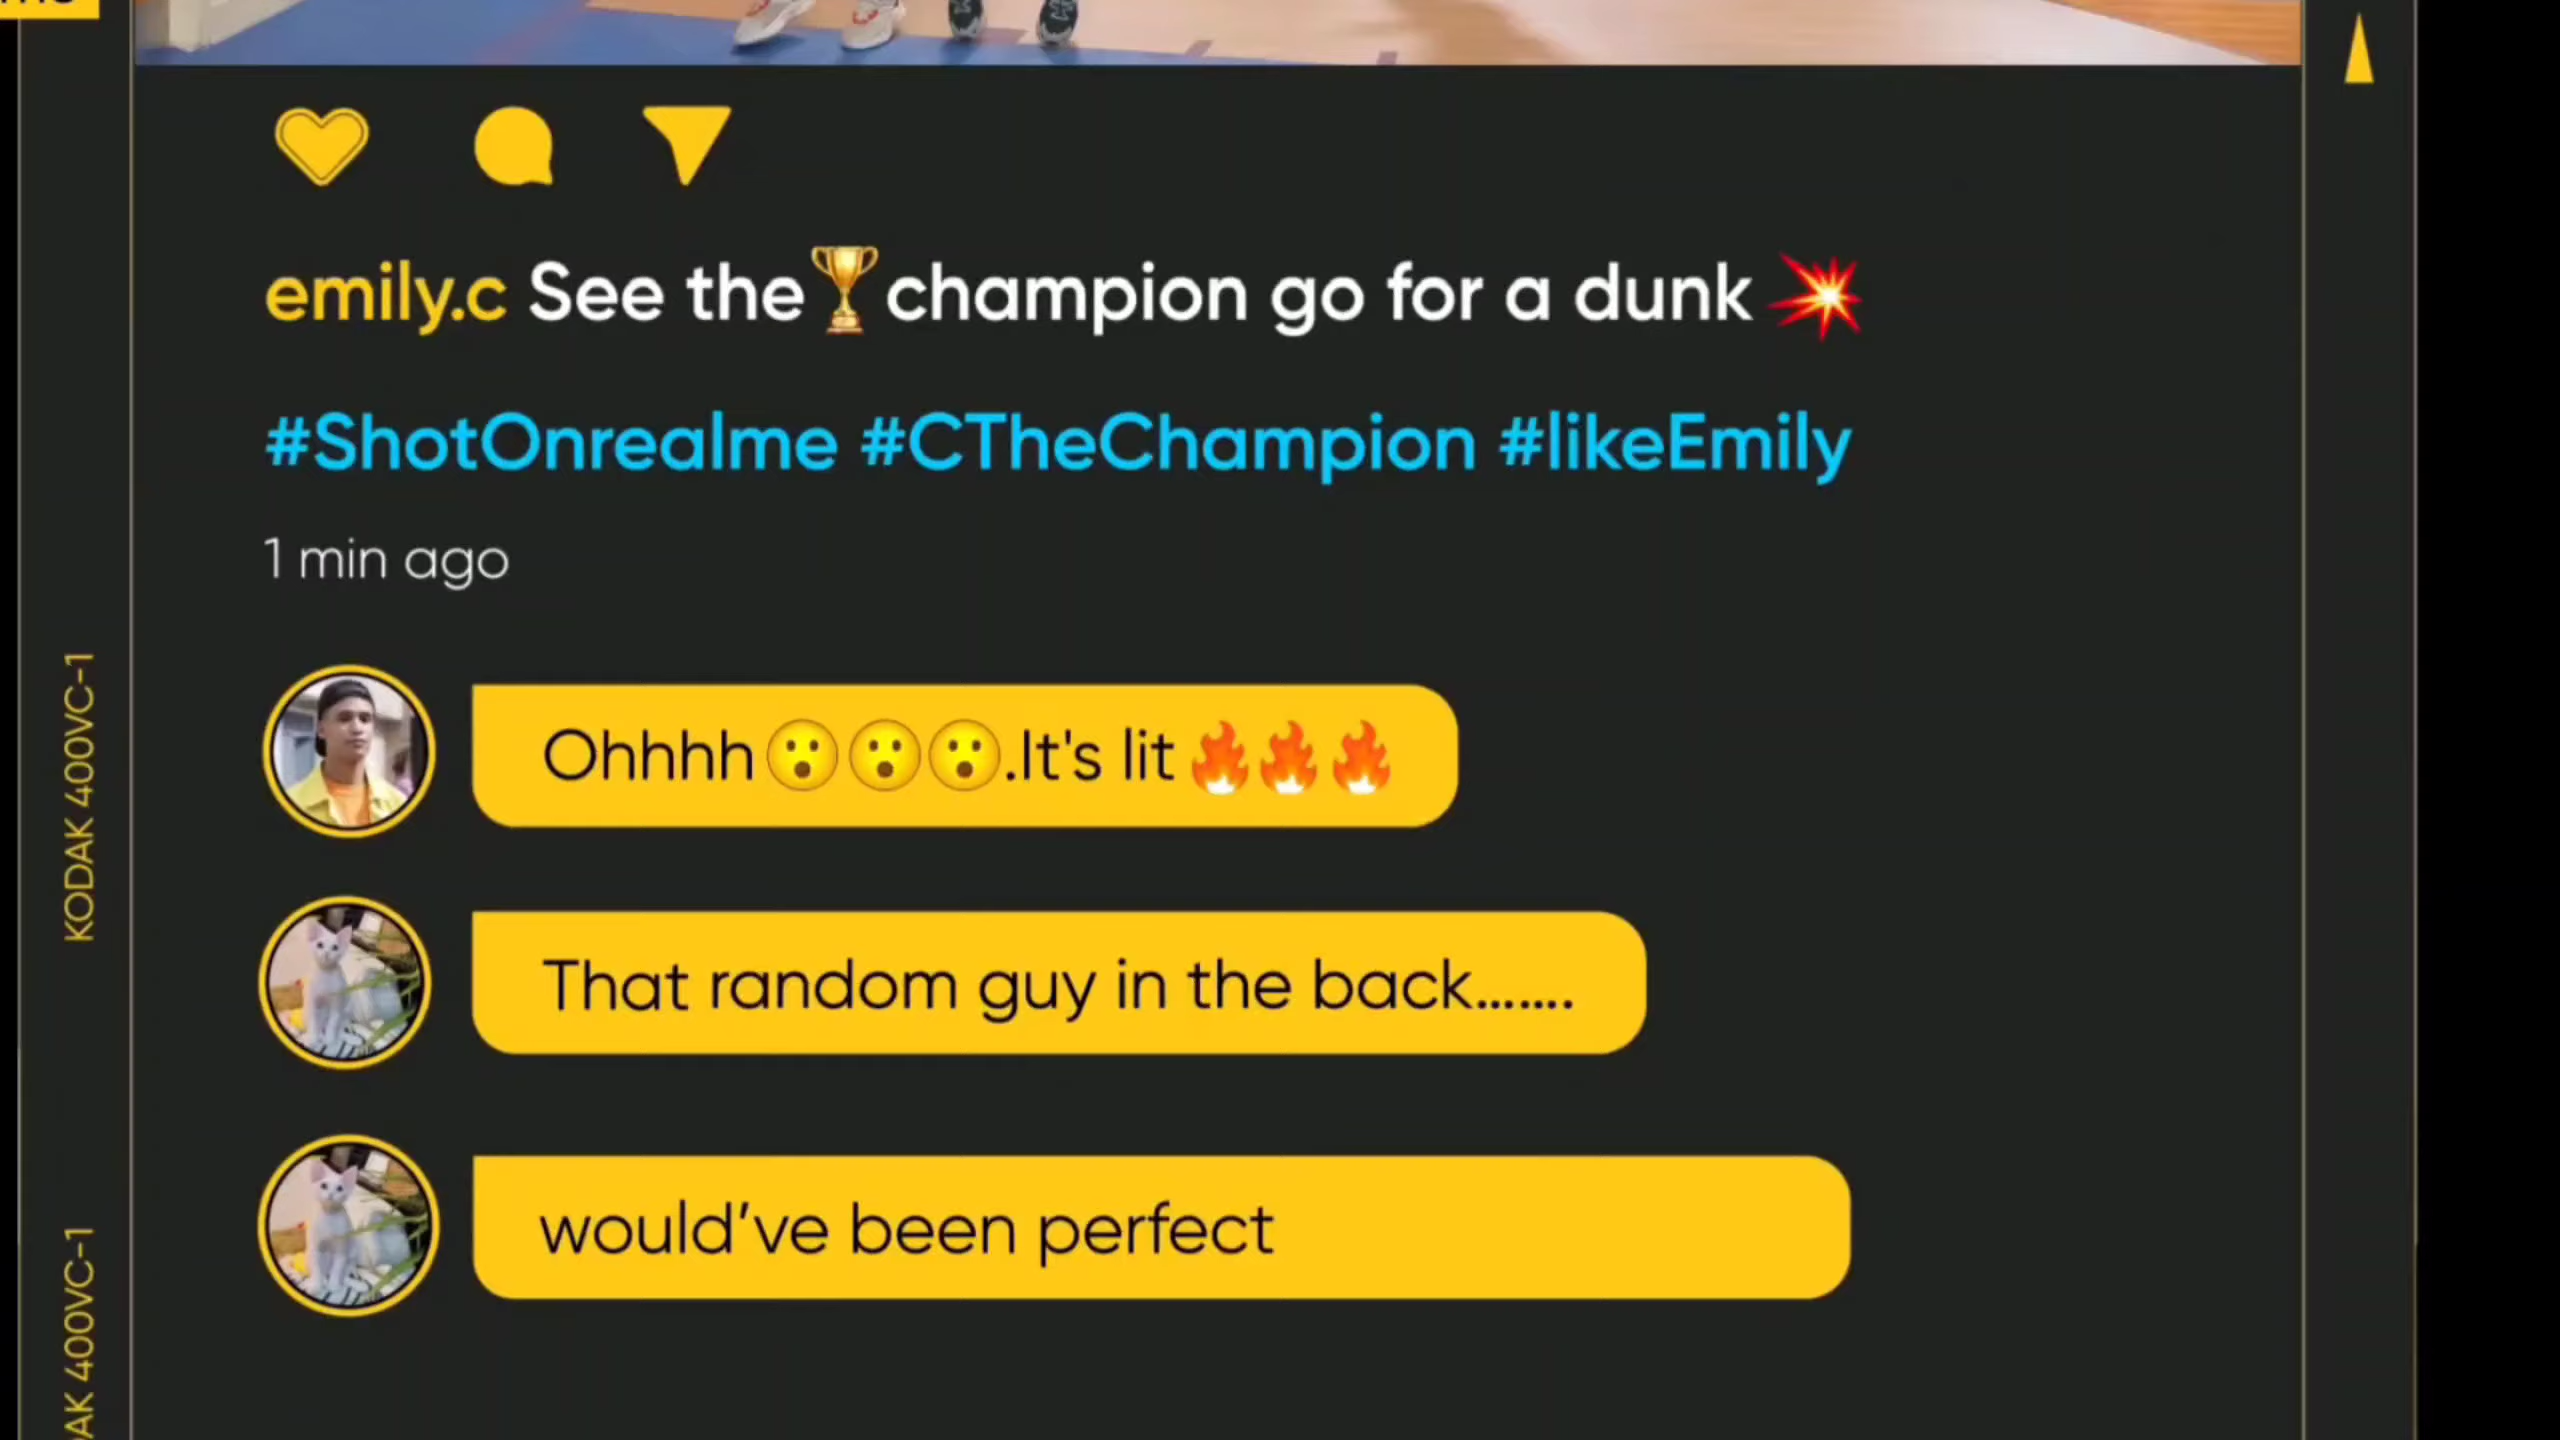 emily.c See the🏆champion go for a dunk 💥
#ShotOnrealme #CTheChampion #likeEmily
1 min ago
Ohhhh😮😮😮.It's lit 🔥🔥🔥
That random guy in the back.......
would’ve been perfect
KODAK 400VC-1
400VC-1